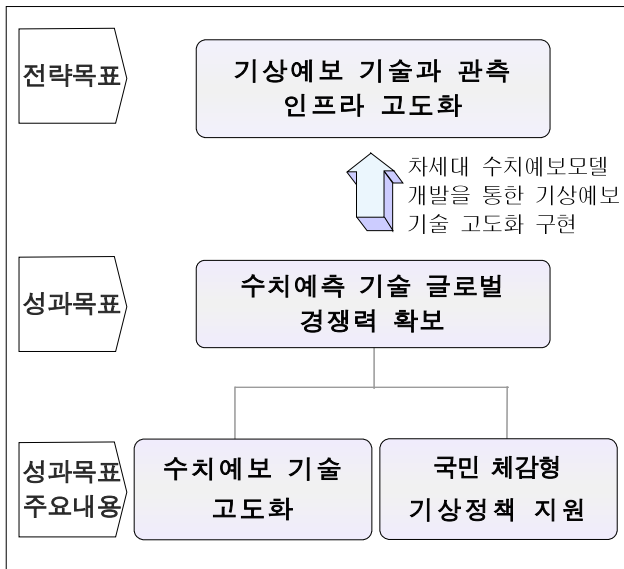 전략목표
기상예보 기술과 관측
인프라 고도화
차세대 수치예보모델
개발을 통한 기상예보
기술 고도화 구현
성과목표
수치예측 기술 글로벌
경쟁력 확보
성과목표
주요내용
수치예보 기술
고도화
국민 체감형
기상정책 지원